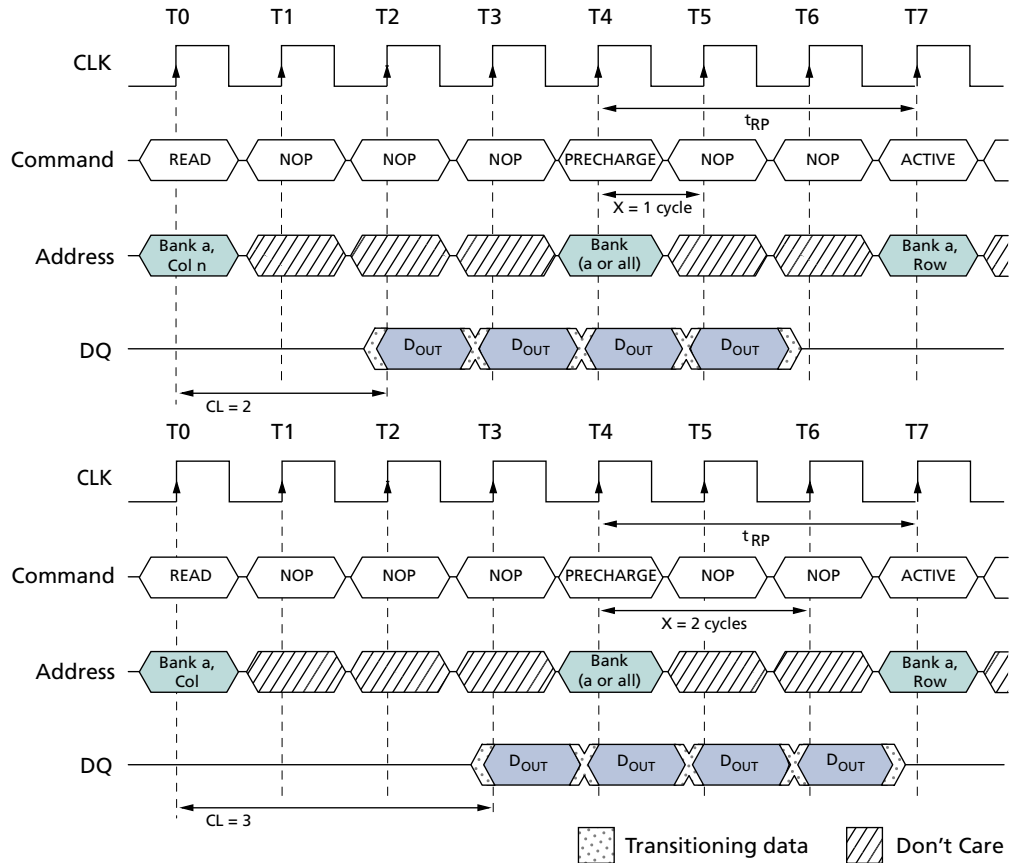 T0 T1 T2 T3 T4 T5 T6 T7
CLK
tRP
Command READ NOP NOP NOP PRECHARGE NOP NOP ACTIVE
X = 1 cycle
Address
Bank a,
Col n
Bank
(a or all)
Bank a,
Row
DQ DOUT DOUT DOUT DOUT
CL = 2
T0 T1 T2 T3 T4 T5 T6 T7
CLK
tRP
Command READ NOP NOP NOP PRECHARGE NOP NOP ACTIVE
X = 2 cycles
Address
Bank a,
Col
Bank
(a or all)
Bank a,
Row
DQ DOUT DOUT DOUT DOUT
CL = 3
Transitioning data Don't Care